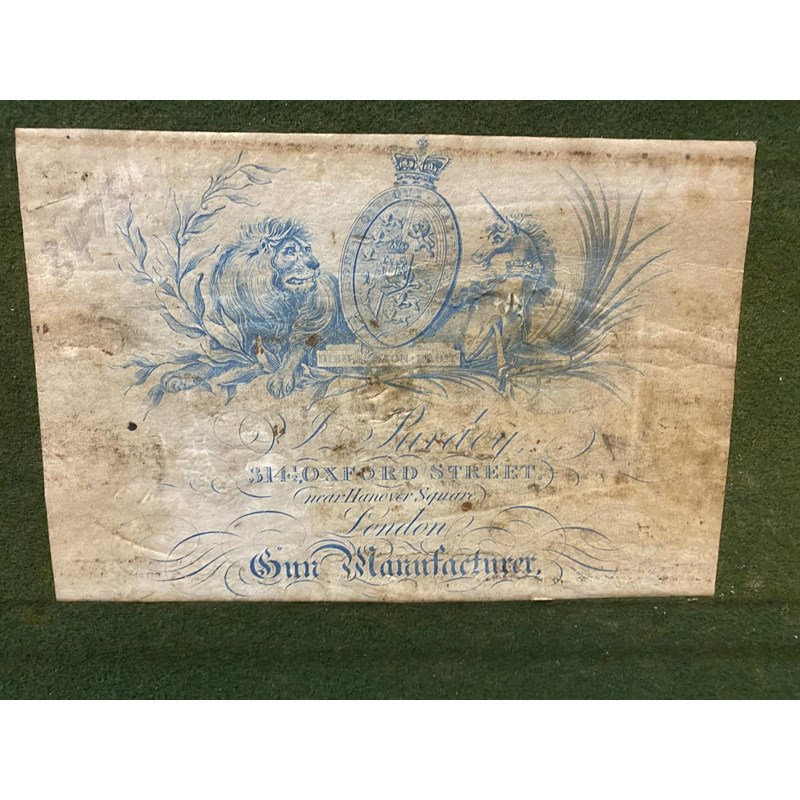 J. Purdey,
314½, OXFORD STREET,
(near Hanover Square)
London.
Gun Manufacturer.